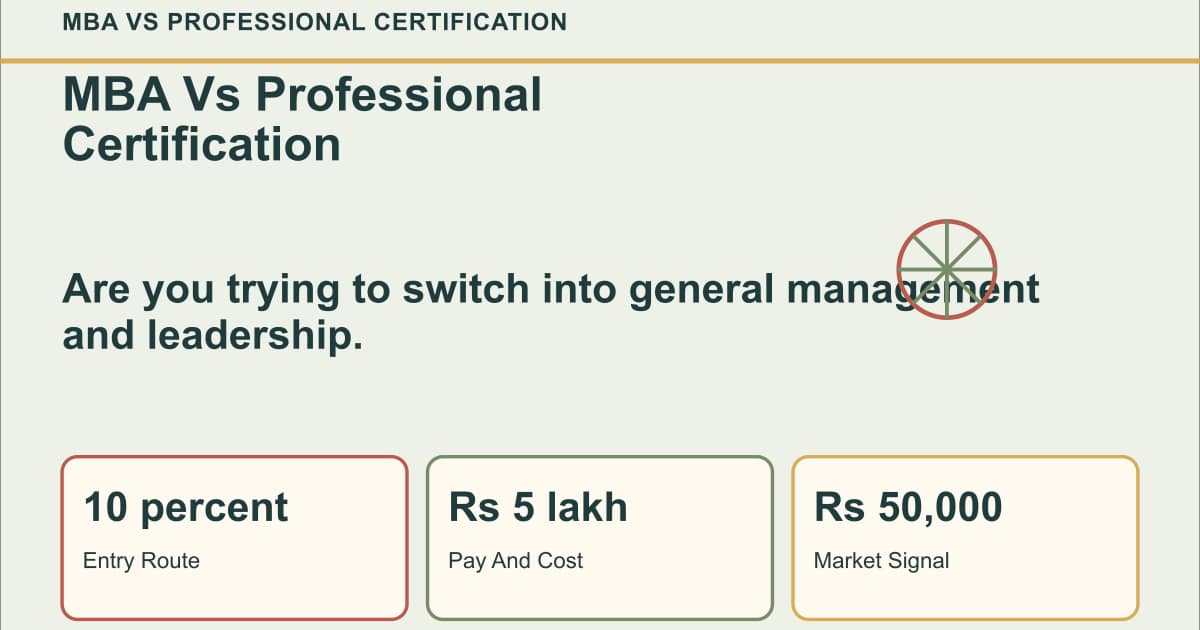 MBA VS PROFESSIONAL CERTIFICATION
MBA Vs Professional
Certification
Are you trying to switch into general management
and leadership.
10 percent
Entry Route
Rs 5 lakh
Pay And Cost
Rs 50,000
Market Signal